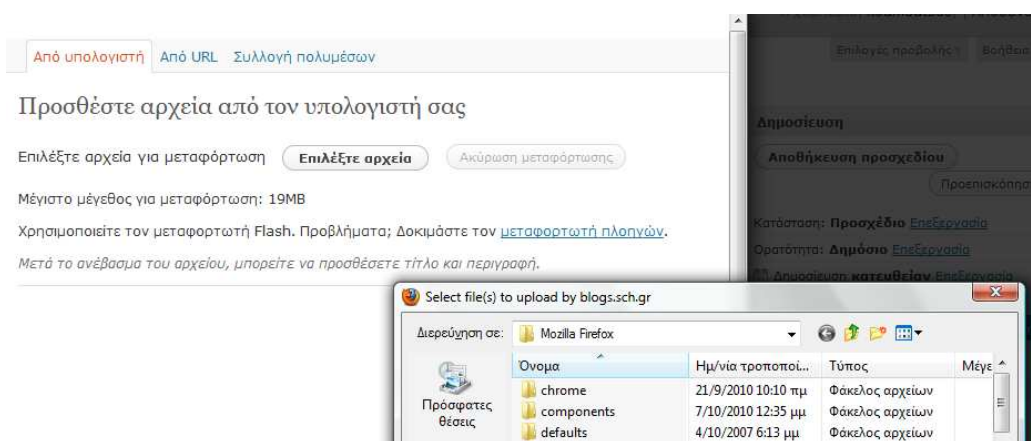 Από υπολογιστή Από URL Συλλογή πολυμέσων
Προσθέστε αρχεία από τον υπολογιστή σας
Επιλέξτε αρχεία για μεταφόρτωση Επιλέξτε αρχεία Ακύρωση μεταφόρτωσης
Μέγιστο μέγεθος για μεταφόρτωση: 19MB
Χρησιμοποιείτε τον μεταφορτωτή Flash. Προβλήματα; Δοκιμάστε τον μεταφορτωτή πλοηγών.
Μετά το ανέβασμα του αρχείου, μπορείτε να προσθέσετε τίτλο και περιγραφή.
Επιλογές προβολής Βοήθεια
Δημοσίευση
Αποθήκευση προσχεδίου
Προεπισκόπησ
Κατάσταση: Προσχέδιο Επεξεργασία
Ορατότητα: Δημόσιο Επεξεργασία
Δημοσίευση κατευθείαν Επεξεργασία
Select file(s) to upload by blogs.sch.gr
Διερεύνηση σε: Mozilla Firefox
Όνομα Ημ/νία τροποποί... Τύπος Μέγε
chrome 21/9/2010 10:10 πμ Φάκελος αρχείων
components 7/10/2010 12:35 μμ Φάκελος αρχείων
defaults 4/10/2007 6:13 μμ Φάκελος αρχείων
Πρόσφατες
θέσεις